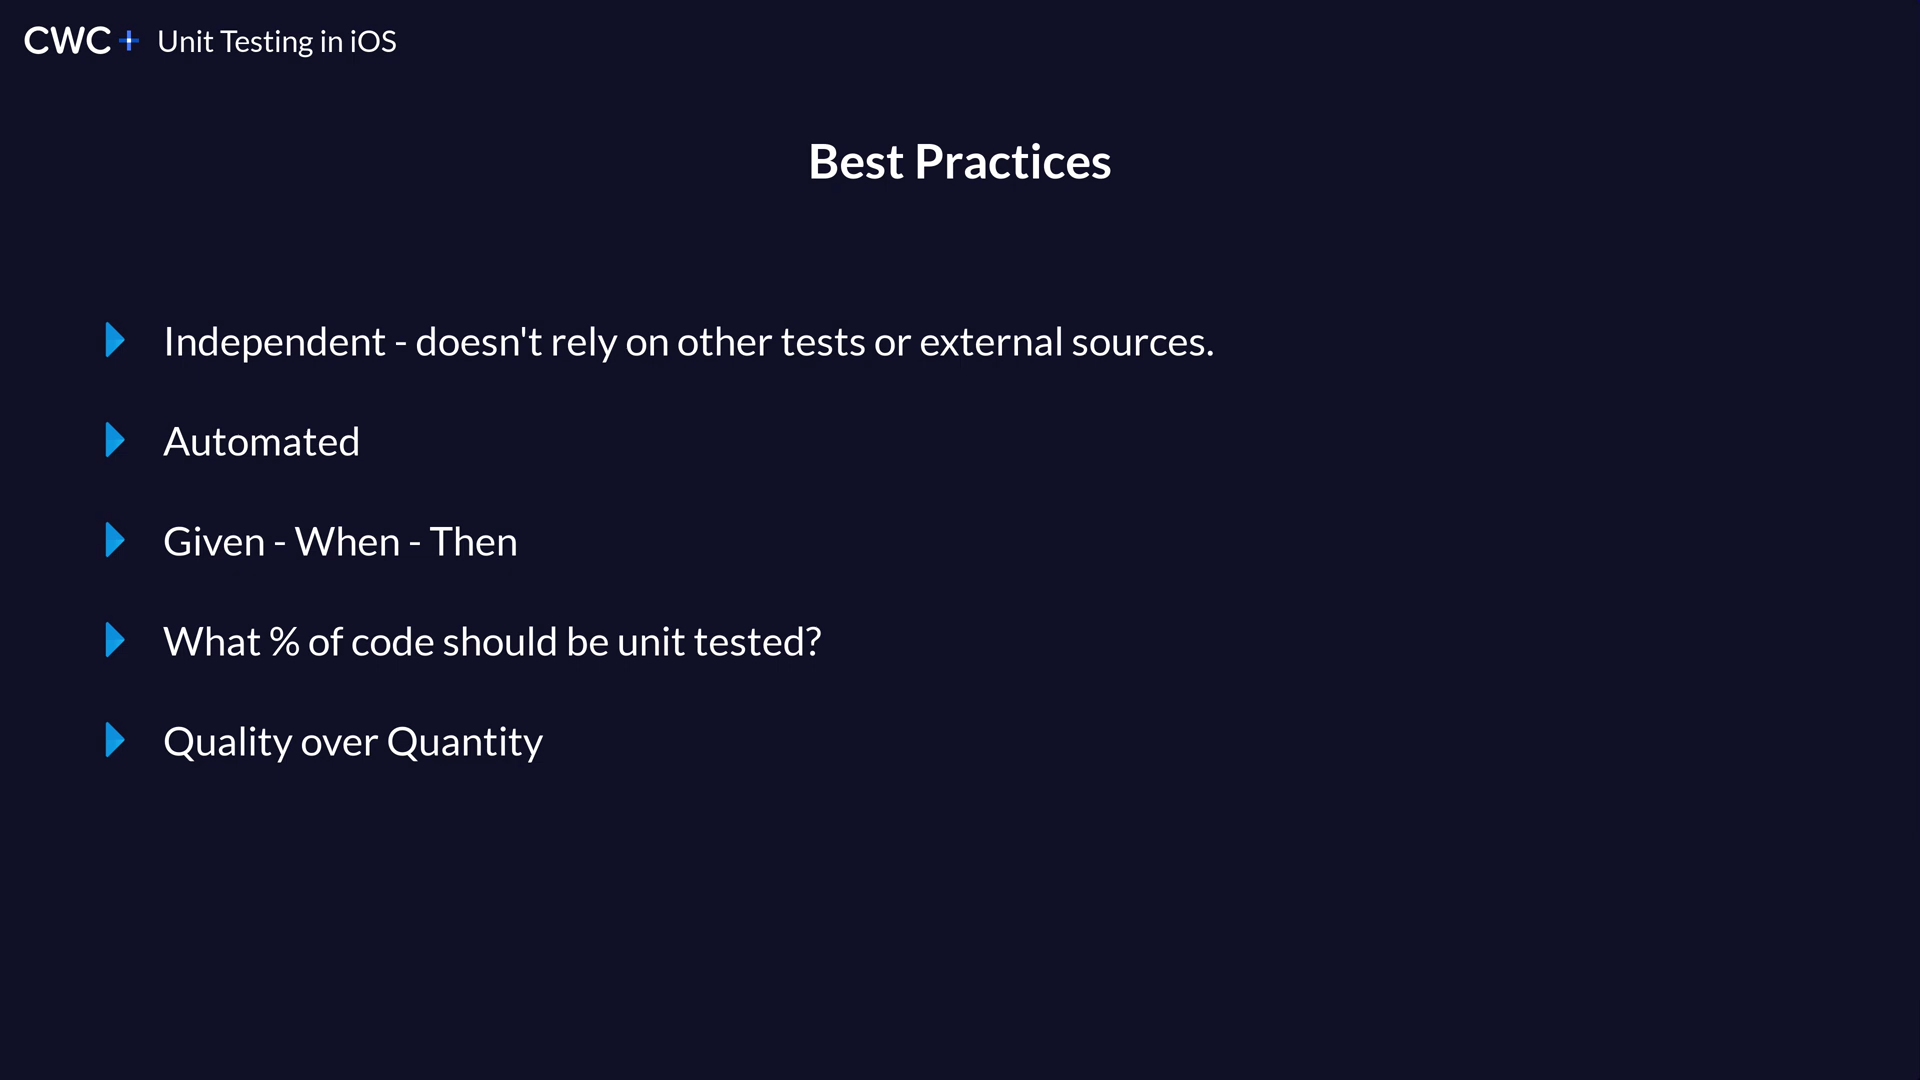 CWC+ Unit Testing in iOS
Best Practices
Independent - doesn't rely on other tests or external sources.
Automated
Given - When - Then
What % of code should be unit tested?
Quality over Quantity